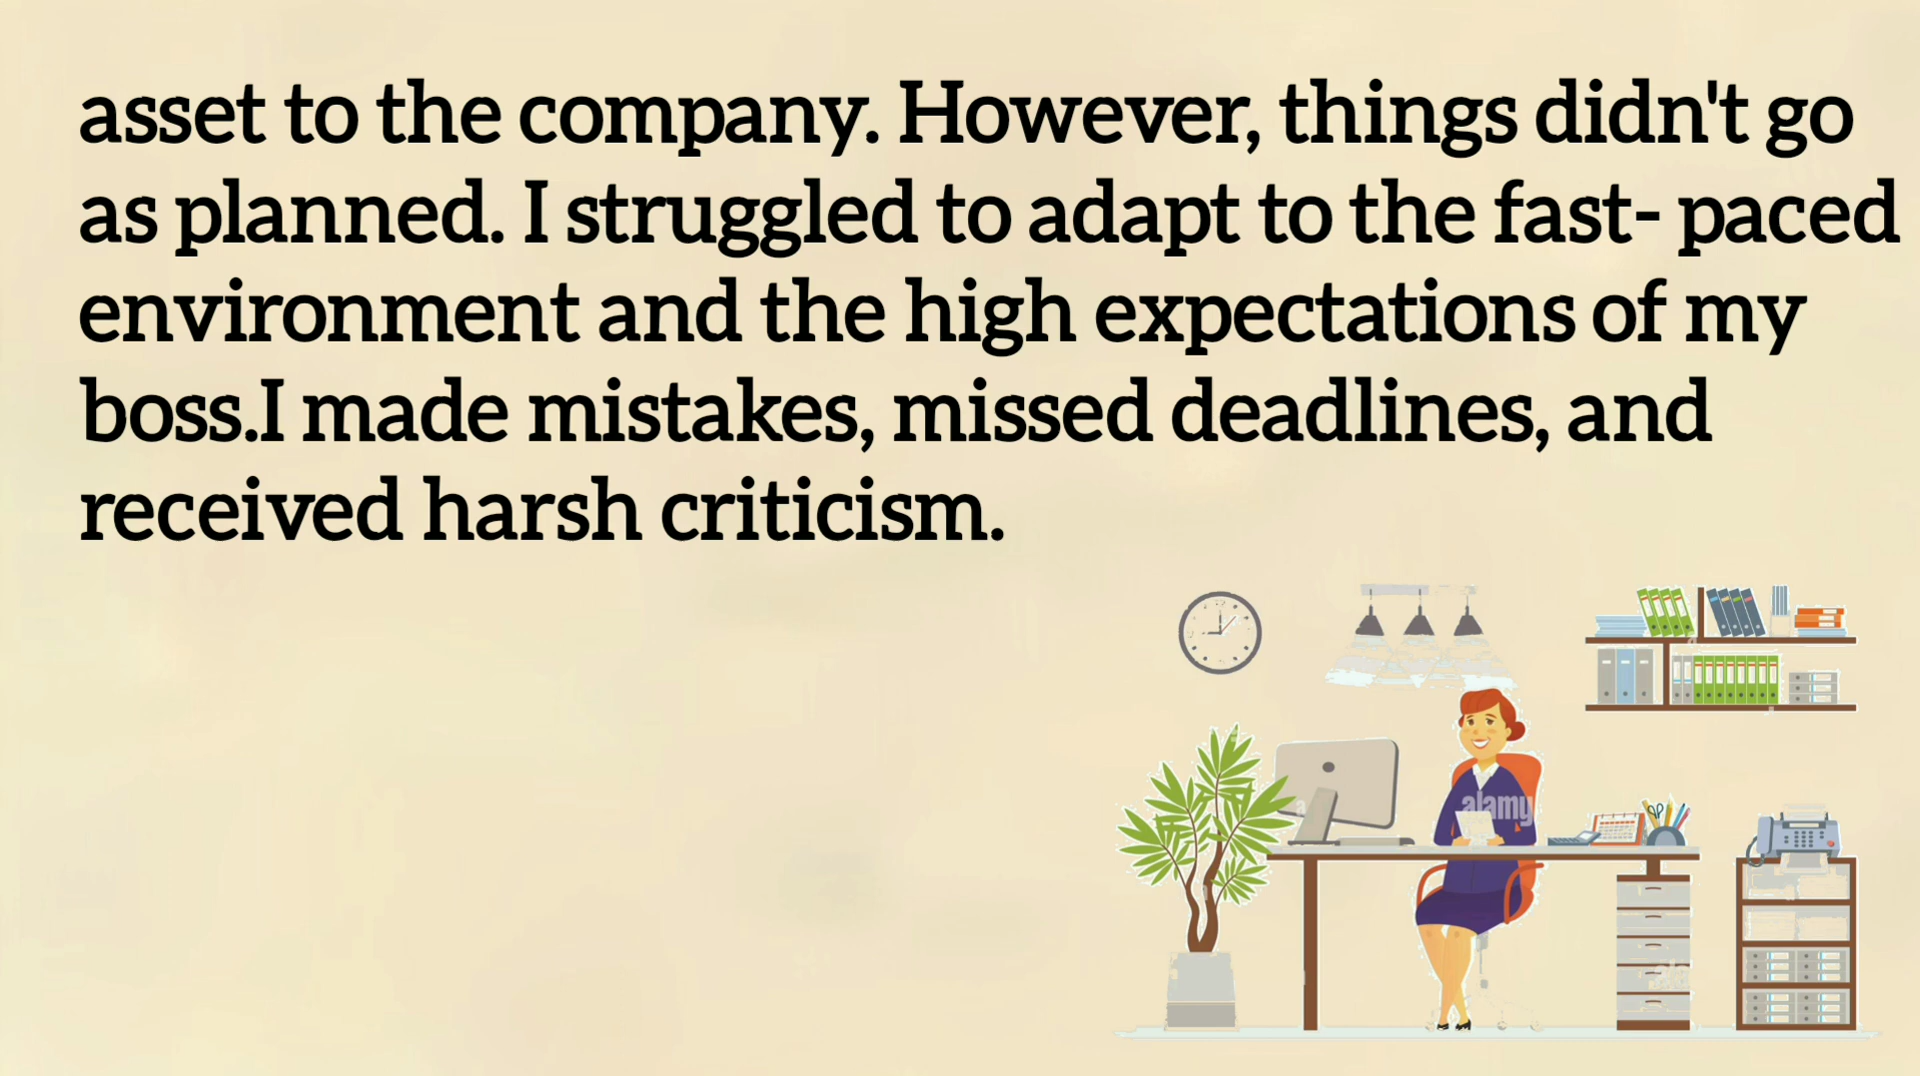 asset to the company. However, things didn't go
as planned. I struggled to adapt to the fast- paced
environment and the high expectations of my
boss.I made mistakes, missed deadlines, and
received harsh criticism.
alamy